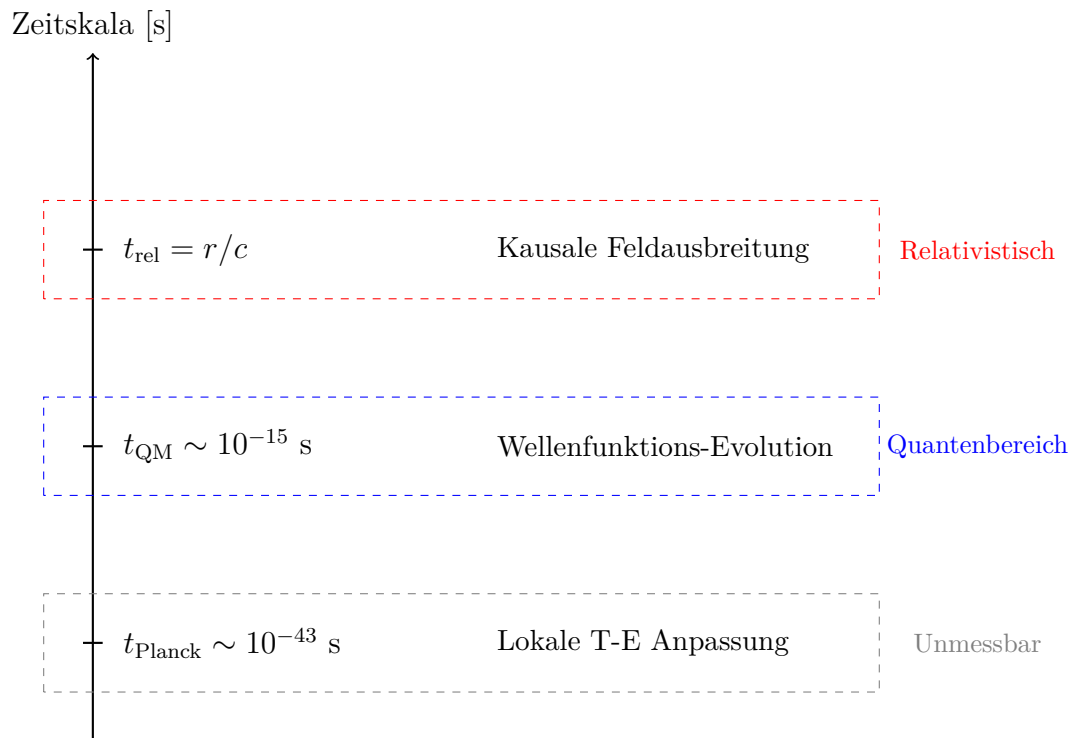 Zeitskala [s]
t_rel = r/c Kausale Feldausbreitung Relativistisch
t_QM ∼ 10⁻¹⁵ s Wellenfunktions-Evolution Quantenbereich
t_Planck ∼ 10⁻⁴³ s Lokale T-E Anpassung Unmessbar